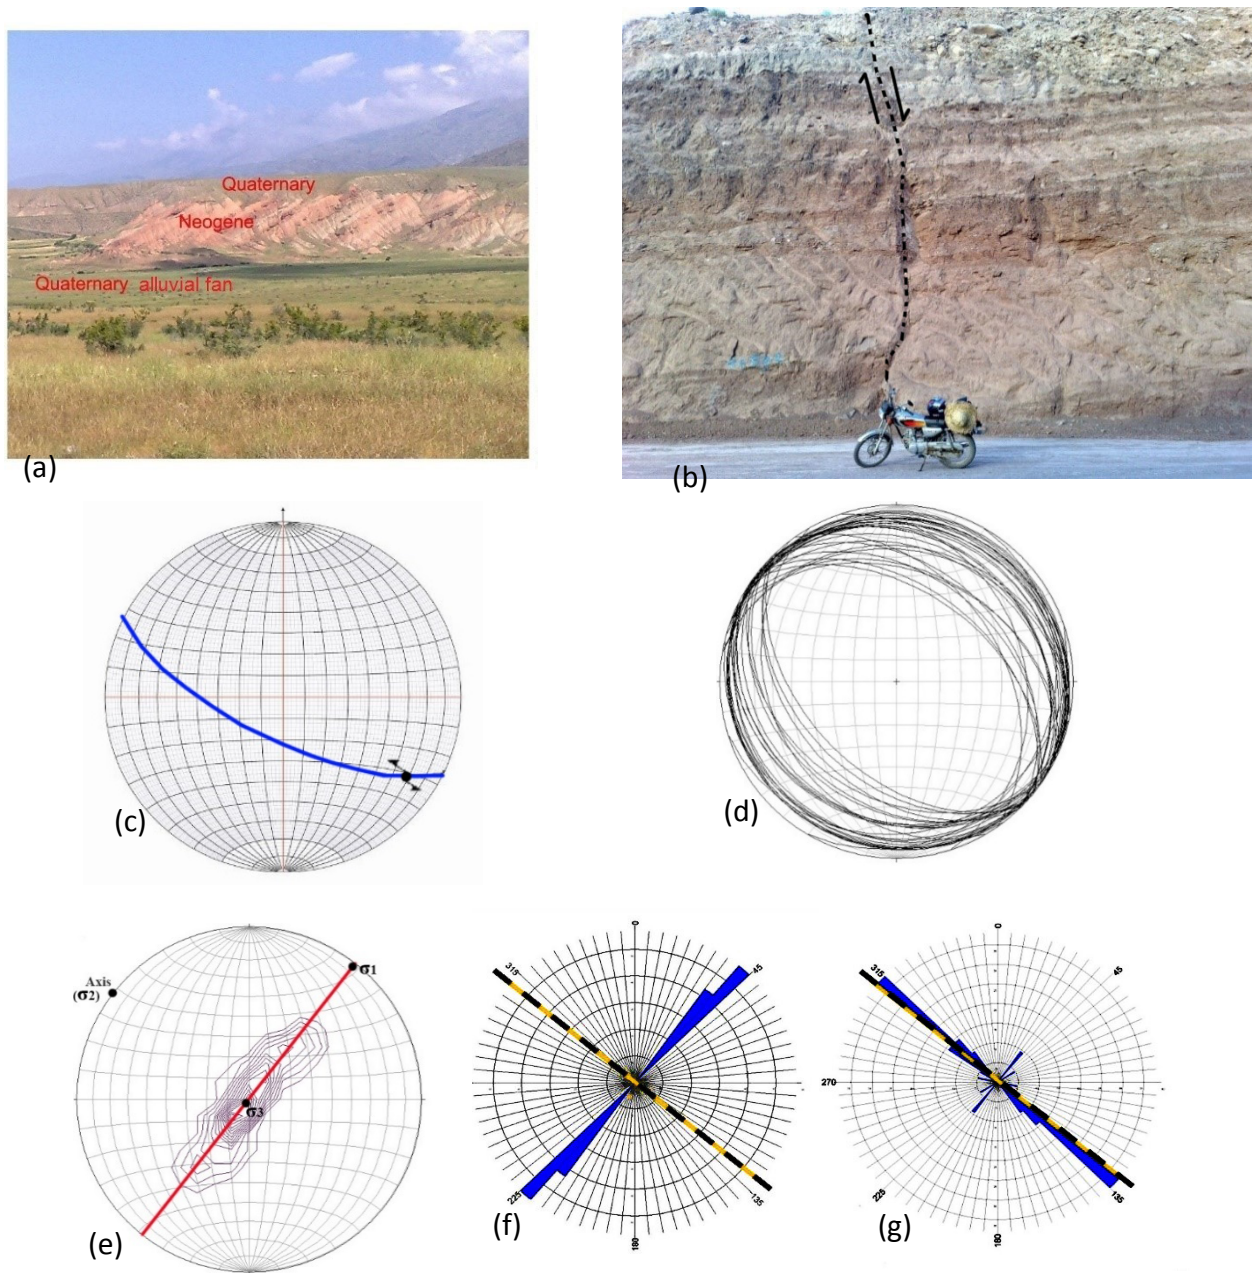 Quaternary
Neogene
Quaternary alluvial fan
(a)
(b)
(c)
(d)
Axis
(σ2)
σ1
σ3
(e)
0
45
135
180
225
315
(f)
0
45
135
180
225
270
315
(g)